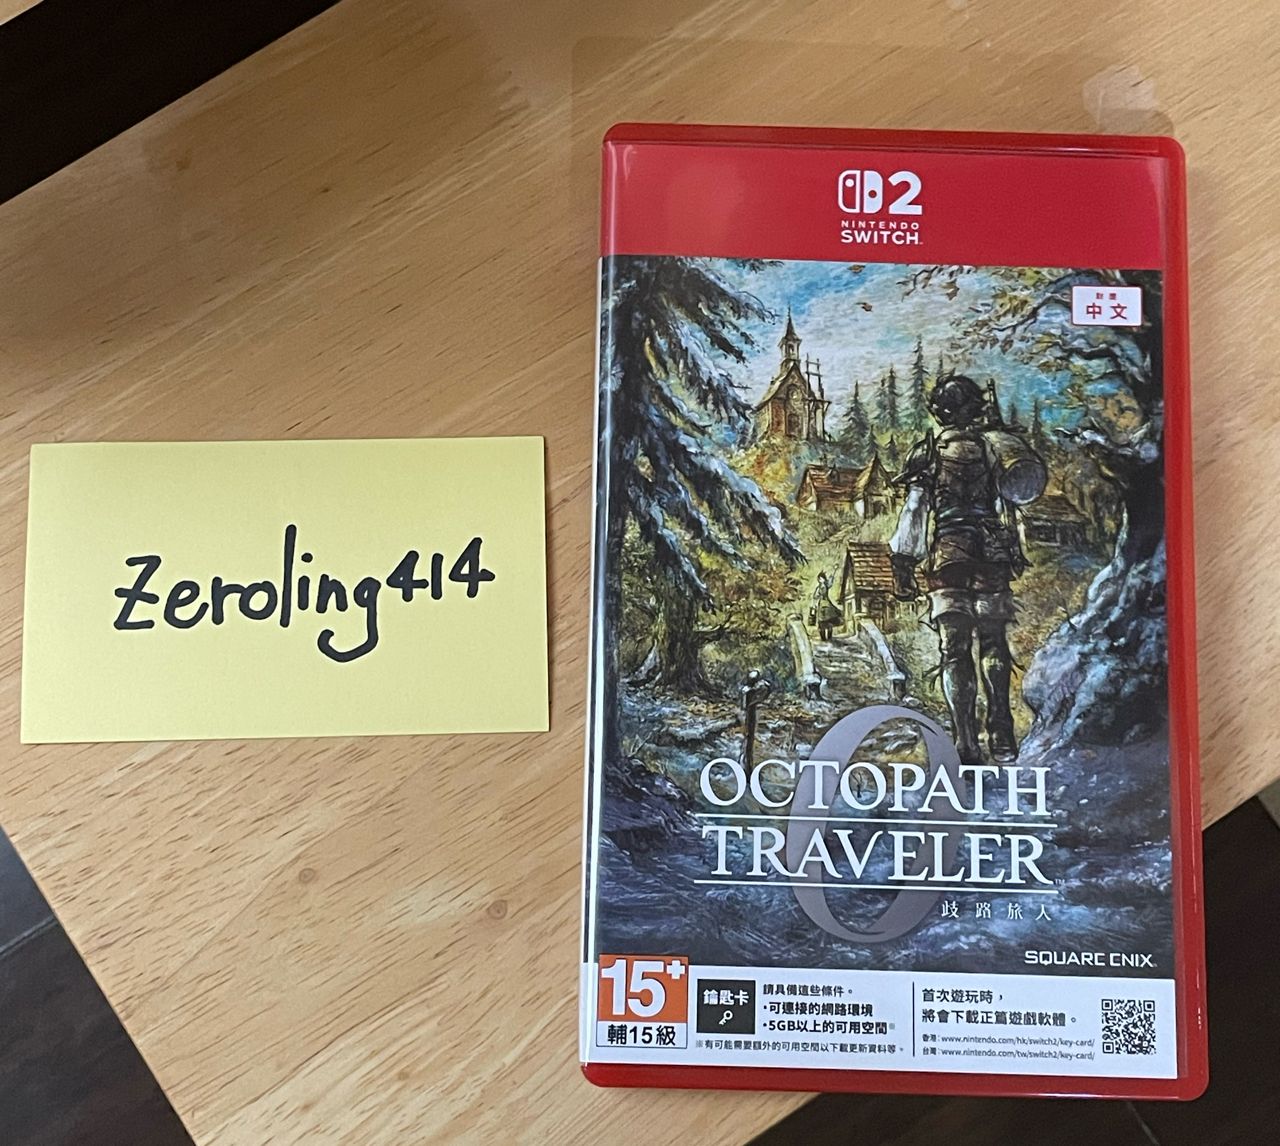 zeroling414
2
NINTENDO
SWITCH
對應
中文
0
OCTOPATH
TRAVELER
歧路旅人
SQUARE ENIX
15+
輔15級
鑰匙卡
請具備這些條件。
·可連接的網路環境
·5GB以上的可用空間※
※有可能需要額外的可用空間以下載更新資料等。
首次遊玩時，
將會下載正篇遊戲軟體。
香港：www.nintendo.com/hk/switch2/key-card/
台灣：www.nintendo.com/tw/switch2/key-card/